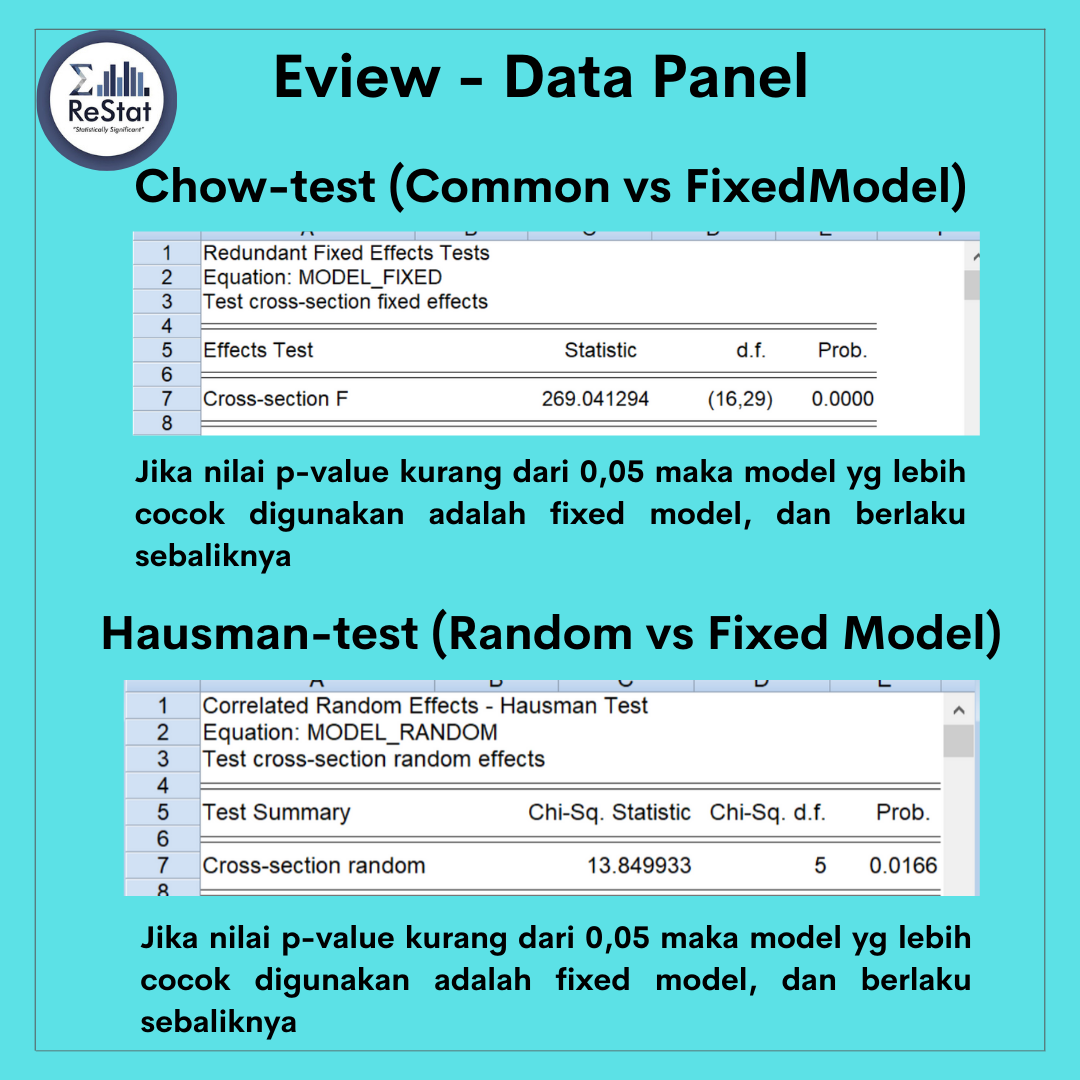 Σ
ReStat
"Statistically Significant"
Eview - Data Panel
Chow-test (Common vs FixedModel)
1 Redundant Fixed Effects Tests
2 Equation: MODEL_FIXED
3 Test cross-section fixed effects
4
5 Effects Test Statistic d.f. Prob.
6
7 Cross-section F 269.041294 (16,29) 0.0000
8
Jika nilai p-value kurang dari 0,05 maka model yg lebih
cocok digunakan adalah fixed model, dan berlaku
sebaliknya
Hausman-test (Random vs Fixed Model)
1 Correlated Random Effects - Hausman Test
2 Equation: MODEL_RANDOM
3 Test cross-section random effects
4
5 Test Summary Chi-Sq. Statistic Chi-Sq. d.f. Prob.
6
7 Cross-section random 13.849933 5 0.0166
8
Jika nilai p-value kurang dari 0,05 maka model yg lebih
cocok digunakan adalah fixed model, dan berlaku
sebaliknya